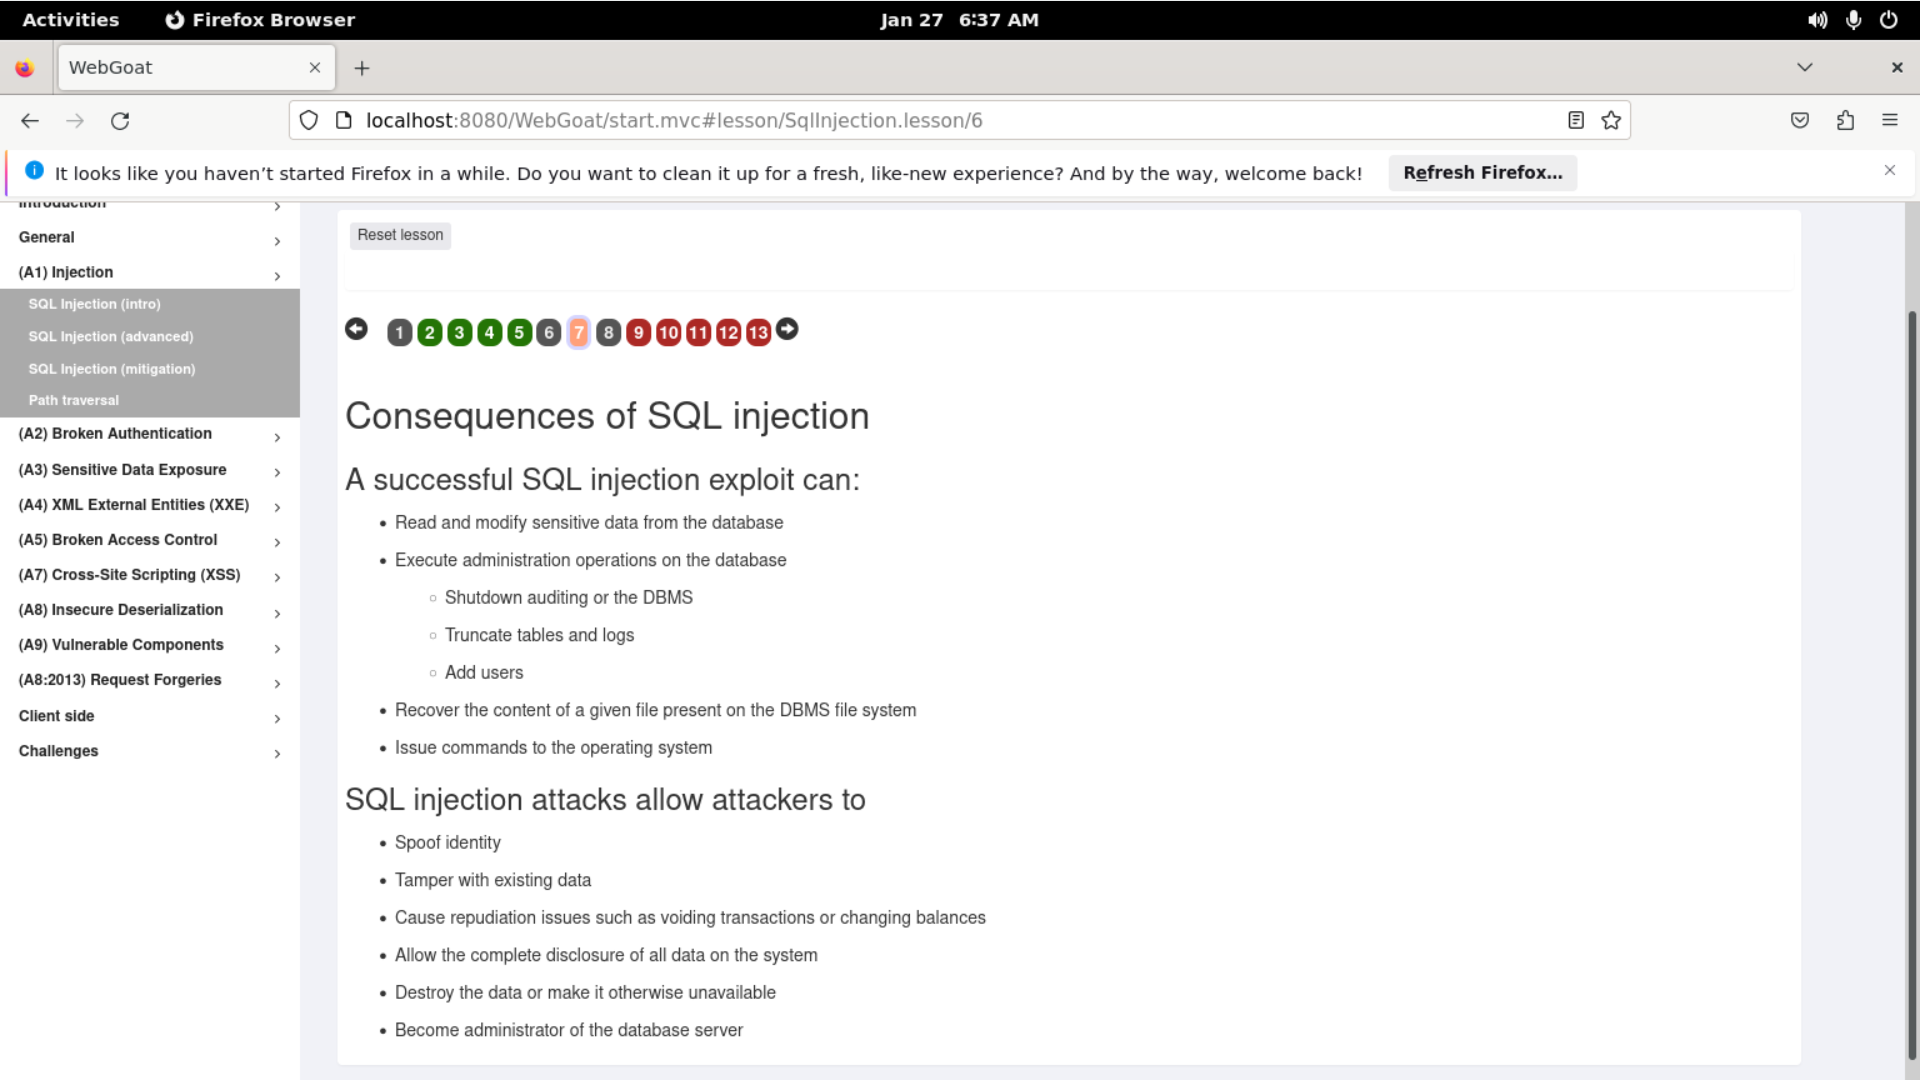 Activities Firefox Browser Jan 27 6:37 AM
WebGoat
localhost:8080/WebGoat/start.mvc#lesson/SqlInjection.lesson/6
It looks like you haven’t started Firefox in a while. Do you want to clean it up for a fresh, like-new experience? And by the way, welcome back! Refresh Firefox...
Introduction
General
(A1) Injection
SQL Injection (intro)
SQL Injection (advanced)
SQL Injection (mitigation)
Path traversal
(A2) Broken Authentication
(A3) Sensitive Data Exposure
(A4) XML External Entities (XXE)
(A5) Broken Access Control
(A7) Cross-Site Scripting (XSS)
(A8) Insecure Deserialization
(A9) Vulnerable Components
(A8:2013) Request Forgeries
Client side
Challenges
Reset lesson
1 2 3 4 5 6 7 8 9 10 11 12 13
Consequences of SQL injection
A successful SQL injection exploit can:
Read and modify sensitive data from the database
Execute administration operations on the database
Shutdown auditing or the DBMS
Truncate tables and logs
Add users
Recover the content of a given file present on the DBMS file system
Issue commands to the operating system
SQL injection attacks allow attackers to
Spoof identity
Tamper with existing data
Cause repudiation issues such as voiding transactions or changing balances
Allow the complete disclosure of all data on the system
Destroy the data or make it otherwise unavailable
Become administrator of the database server